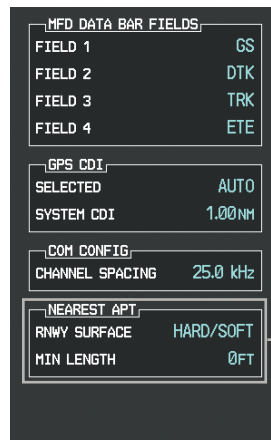 MFD DATA BAR FIELDS
FIELD 1 GS
FIELD 2 DTK
FIELD 3 TRK
FIELD 4 ETE
GPS CDI
SELECTED AUTO
SYSTEM CDI 1.00NM
COM CONFIG
CHANNEL SPACING 25.0 kHz
NEAREST APT
RNWY SURFACE HARD/SOFT
MIN LENGTH 0FT